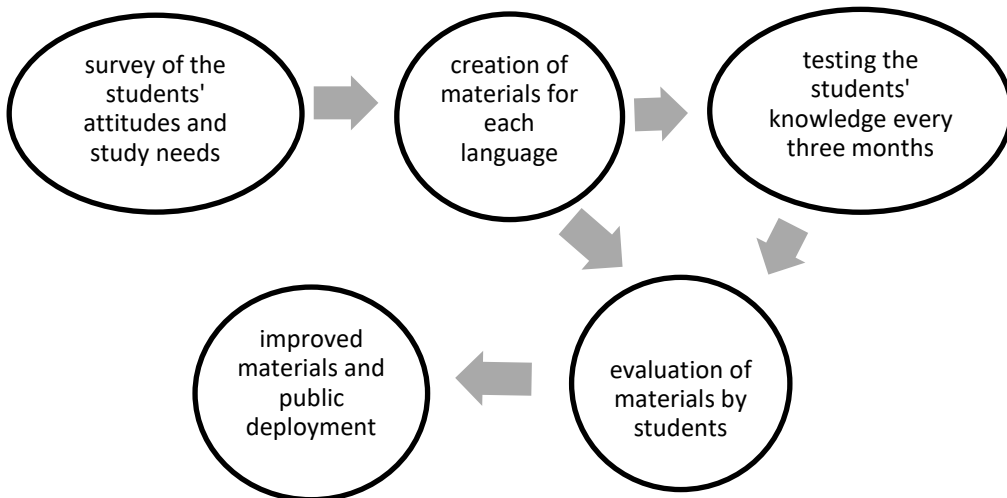 survey of the
students'
attitudes and
study needs
creation of
materials for
each
language
testing the
students'
knowledge every
three months
evaluation of
materials by
students
improved
materials and
public
deployment